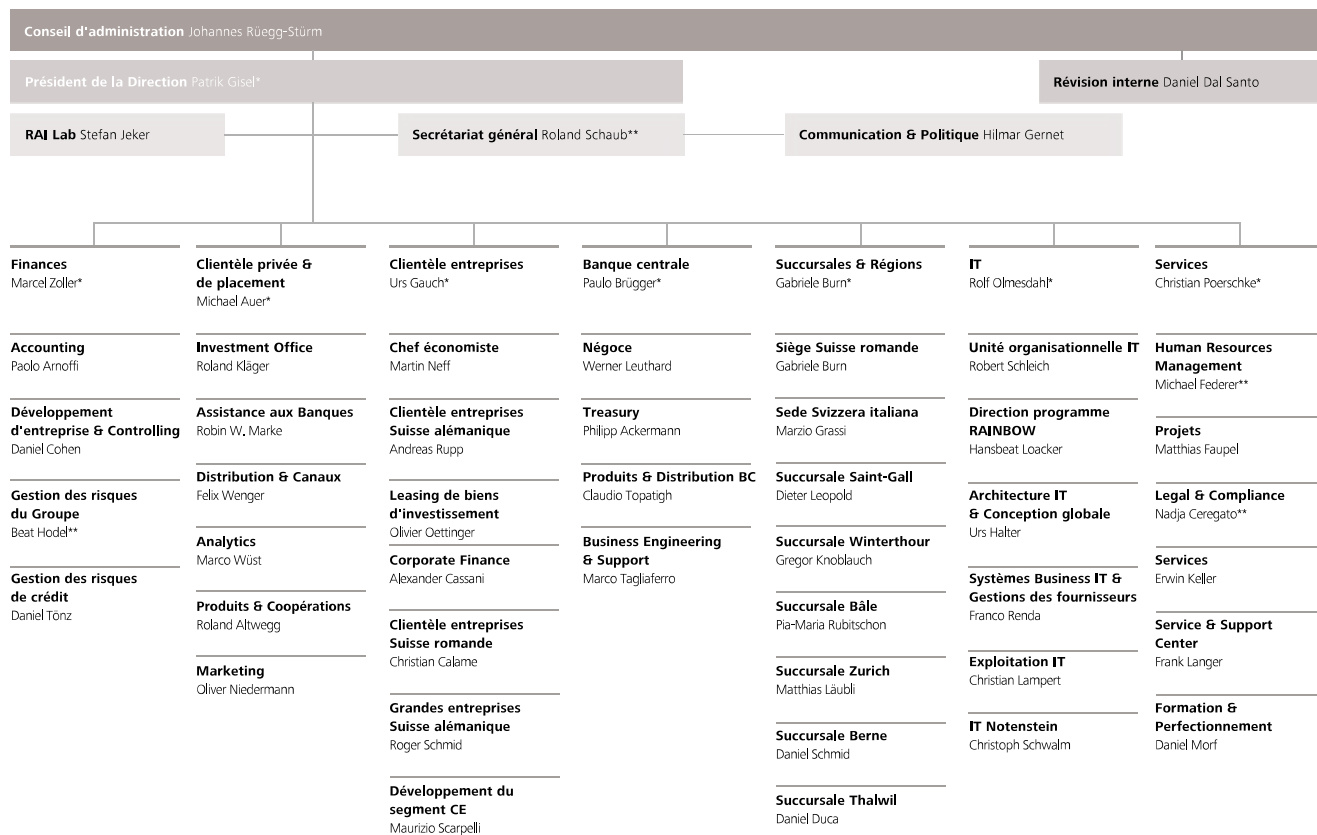 Conseil d'administration Johannes Rüegg-Stürm
Président de la Direction Patrik Gisel*
Révision interne Daniel Dal Santo
RAI Lab Stefan Jeker
Secrétariat général Roland Schaub**
Communication & Politique Hilmar Gernet
Finances
Marcel Zoller*
Accounting
Paolo Arnoffi
Développement
d'entreprise & Controlling
Daniel Cohen
Gestion des risques
du Groupe
Beat Hodel**
Gestion des risques
de crédit
Daniel Tönz
Clientèle privée &
de placement
Michael Auer*
Investment Office
Roland Kläger
Assistance aux Banques
Robin W. Marke
Distribution & Canaux
Felix Wenger
Analytics
Marco Wüst
Produits & Coopérations
Roland Altwegg
Marketing
Oliver Niedermann
Clientèle entreprises
Urs Gauch*
Chef économiste
Martin Neff
Clientèle entreprises
Suisse alémanique
Andreas Rupp
Leasing de biens
d'investissement
Olivier Oettinger
Corporate Finance
Alexander Cassani
Clientèle entreprises
Suisse romande
Christian Calame
Grandes entreprises
Suisse alémanique
Roger Schmid
Développement du
segment CE
Maurizio Scarpelli
Banque centrale
Paulo Brügger*
Négoce
Werner Leuthard
Treasury
Philipp Ackermann
Produits & Distribution BC
Claudio Topatigh
Business Engineering
& Support
Marco Tagliaferro
Succursales & Régions
Gabriele Burn*
Siège Suisse romande
Gabriele Burn
Sede Svizzera italiana
Marzio Grassi
Succursale Saint-Gall
Dieter Leopold
Succursale Winterthour
Gregor Knoblauch
Succursale Bâle
Pia-Maria Rubitschon
Succursale Zurich
Matthias Läubli
Succursale Berne
Daniel Schmid
Succursale Thalwil
Daniel Duca
IT
Rolf Olmesdahl*
Unité organisationnelle IT
Robert Schleich
Direction programme
RAINBOW
Hansbeat Loacker
Architecture IT
& Conception globale
Urs Halter
Systèmes Business IT &
Gestions des fournisseurs
Franco Renda
Exploitation IT
Christian Lampert
IT Notenstein
Christoph Schwalm
Services
Christian Poerschke*
Human Resources
Management
Michael Federer**
Projets
Matthias Faupel
Legal & Compliance
Nadja Ceregato**
Services
Erwin Keller
Service & Support
Center
Frank Langer
Formation &
Perfectionnement
Daniel Morf